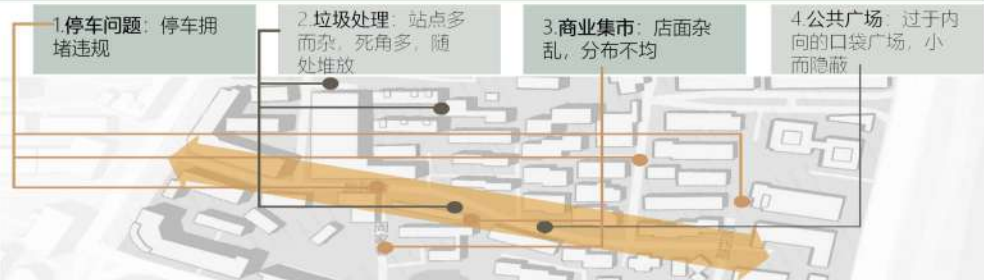 1.停车问题：停车拥
堵违规
2.垃圾处理：站点多
而杂，死角多，随
处堆放
3.商业集市：店面杂
乱，分布不均
4.公共广场：过于内
向的口袋广场，小
而隐蔽